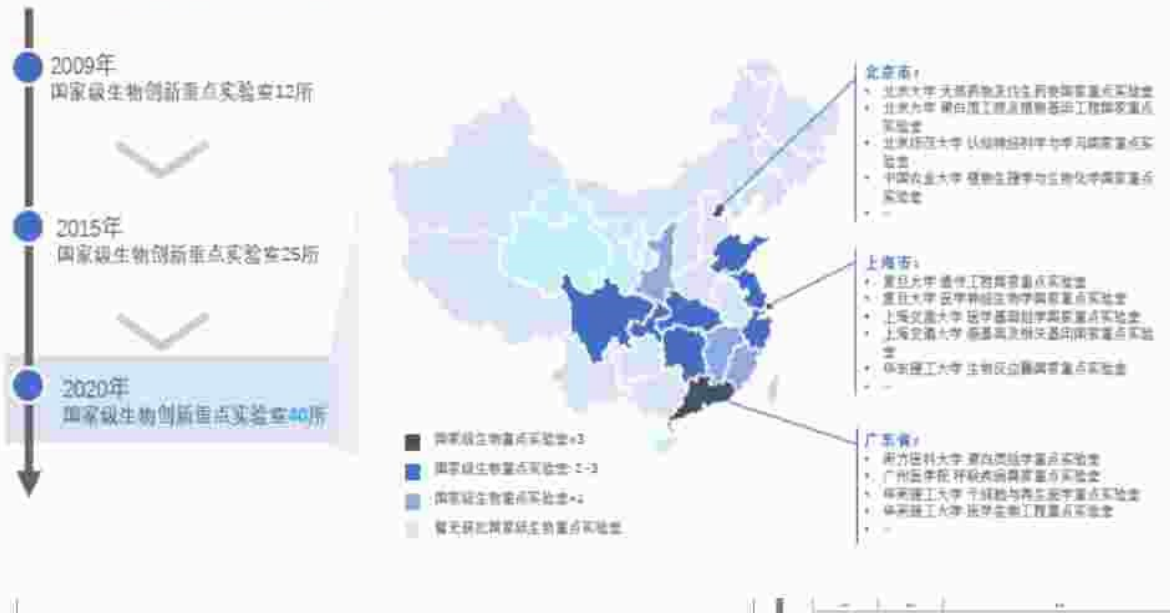 2009年
国家级生物创新重点实验室12所
2015年
国家级生物创新重点实验室25所
2020年
国家级生物创新重点实验室40所
国家级生物重点实验室>3
国家级生物重点实验室:2-3
国家级生物重点实验室
暂无获批国家级生物重点实验室
北京市:
北京大学 天然药物及仿生药物国家重点实验室
北京大学 蛋白质工程及植物基因工程国家重点
实验室
北京师范大学 认知神经科学与学习国家重点实
验室
中国农业大学 植物生理学与生物化学国家重点
实验室
上海市:
复旦大学 遗传工程国家重点实验室
复旦大学 医学神经生物学国家重点实验室
上海交通大学 医学基因组学国家重点实验室
上海交通大学 癌基因及相关基因国家重点实验
室
华东理工大学 生物反应器国家重点实验室
广东省:
南方医科大学 蛋白质组学重点实验室
广州医学院 呼吸疾病国家重点实验室
华南理工大学 干细胞与再生医学重点实验室
华南理工大学 医学生物工程重点实验室